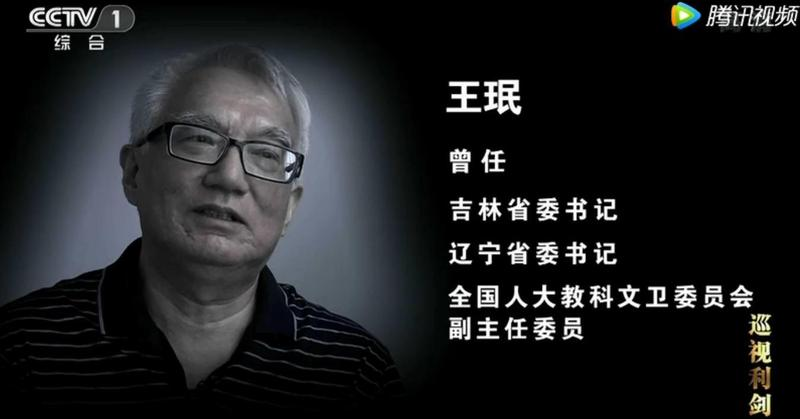 CCTV 1
综合
腾讯视频
王珉
曾任
吉林省委书记
辽宁省委书记
全国人大教科文卫委员会
副主任委员
巡视利剑